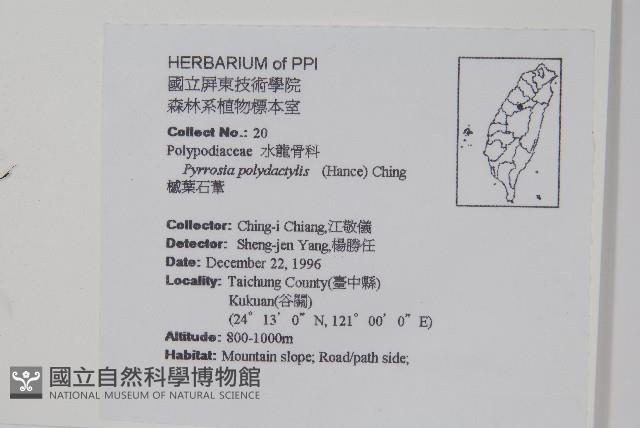 HERBARIUM of PPI
國立屏東技術學院
森林系植物標本室
Collect No.: 20
Polypodiaceae 水龍骨科
Pyrrosia polydactylis (Hance) Ching
槭葉石葦
Collector: Ching-i Chiang,江敬儀
Detector: Sheng-jen Yang,楊勝任
Date: December 22, 1996
Locality: Taichung County(臺中縣)
Kukuan(谷關)
(24° 13' 0" N, 121° 00' 0" E)
Altitude: 800-1000m
Habitat: Mountain slope; Road/path side;
國立自然科學博物館
NATIONAL MUSEUM OF NATURAL SCIENCE